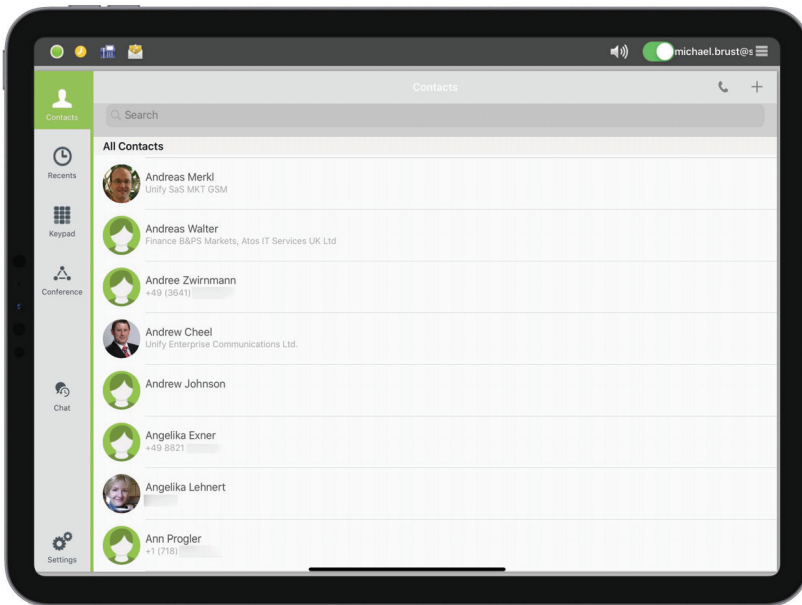 michael.brust@s
Contacts
Contacts
Search
All Contacts
Recents
Keypad
Conference
Chat
Settings
Andreas Merkl
Unify SaS MKT GSM
Andreas Walter
Finance B&PS Markets, Atos IT Services UK Ltd
Andree Zwirnmann
+49 (3641)
Andrew Cheel
Unify Enterprise Communications Ltd.
Andrew Johnson
Angelika Exner
+49 8821
Angelika Lehnert
Ann Progler
+1 (718)